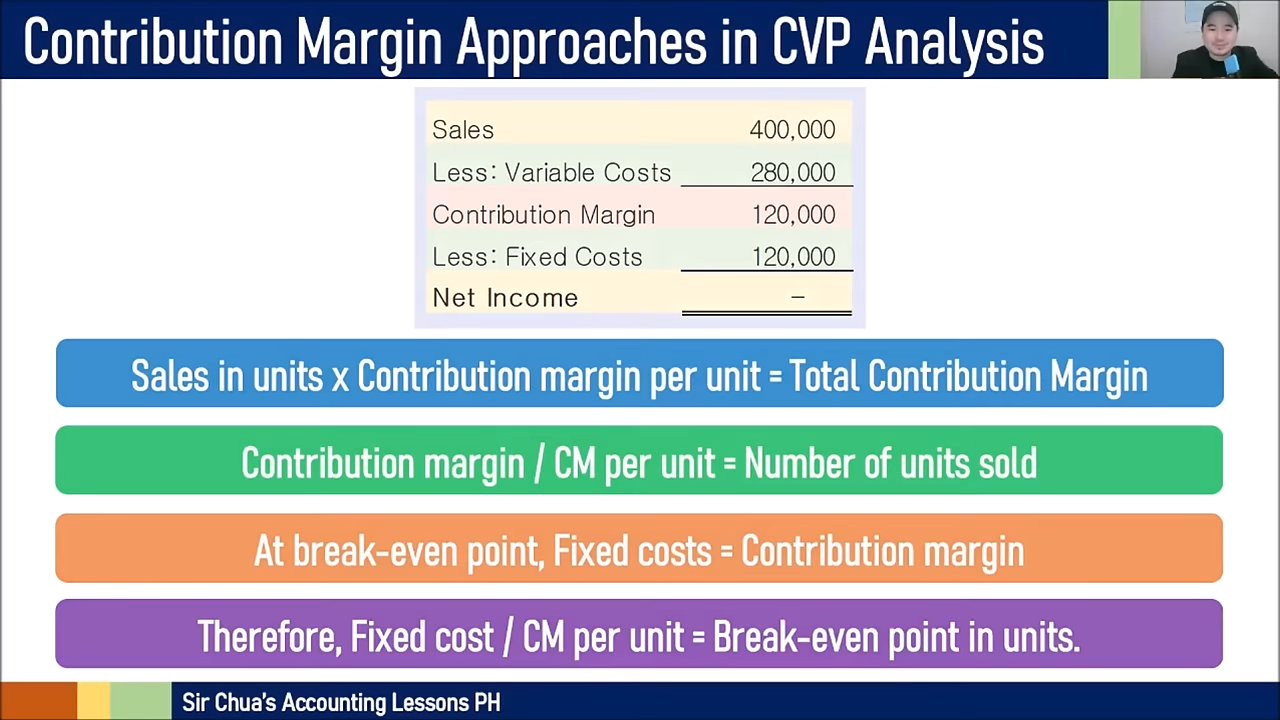 Contribution Margin Approaches in CVP Analysis
Sales 400,000
Less: Variable Costs 280,000
Contribution Margin 120,000
Less: Fixed Costs 120,000
Net Income –
Sales in units x Contribution margin per unit = Total Contribution Margin
Contribution margin / CM per unit = Number of units sold
At break-even point, Fixed costs = Contribution margin
Therefore, Fixed cost / CM per unit = Break-even point in units.
Sir Chua's Accounting Lessons PH